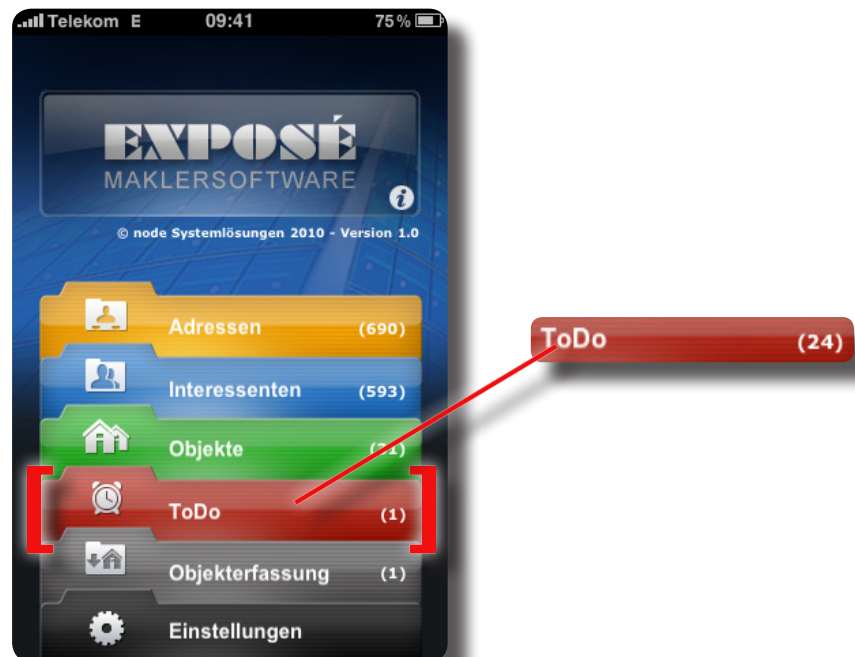 Telekom E 09:41 75%
EXPOSÉ
MAKLERSOFTWARE
© node Systemlösungen 2010 - Version 1.0
Adressen (690)
Interessenten (593)
Objekte (31)
ToDo (1)
Objekterfassung (1)
Einstellungen
ToDo (24)